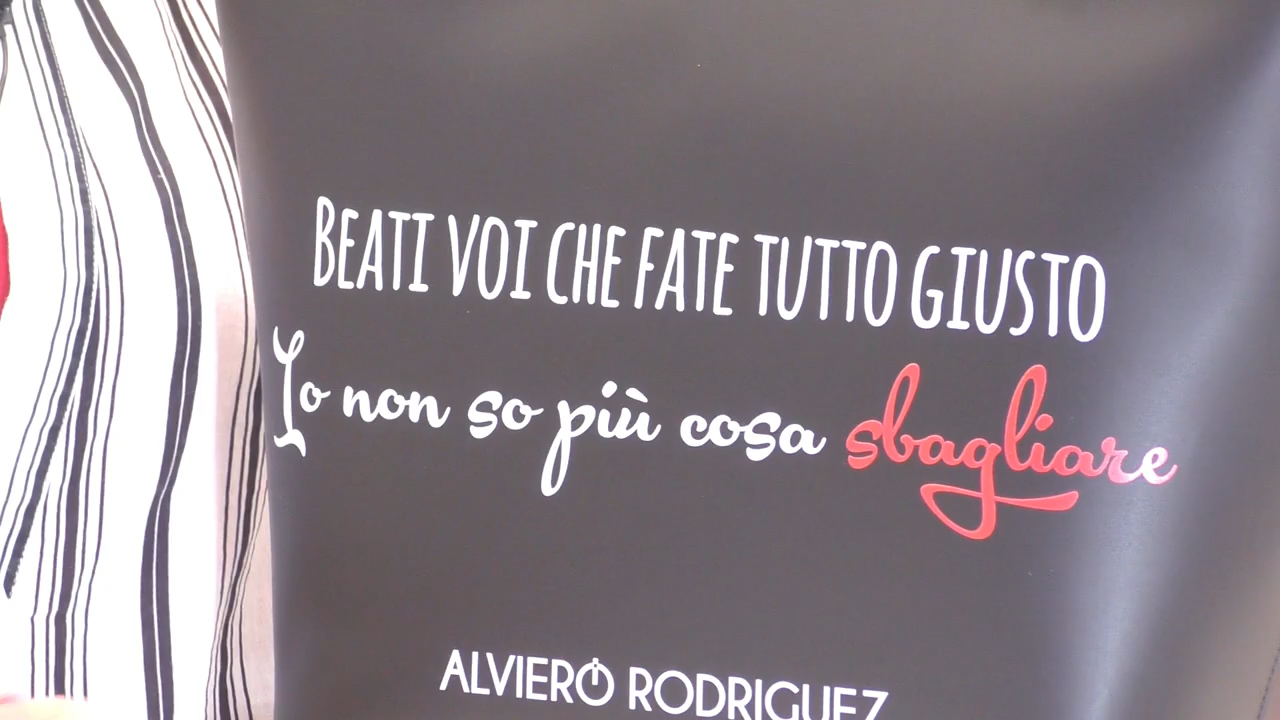 BEATI VOI CHE FATE TUTTO GIUSTO
Io non so più cosa sbagliare
ALVIERO RODRIGUEZ